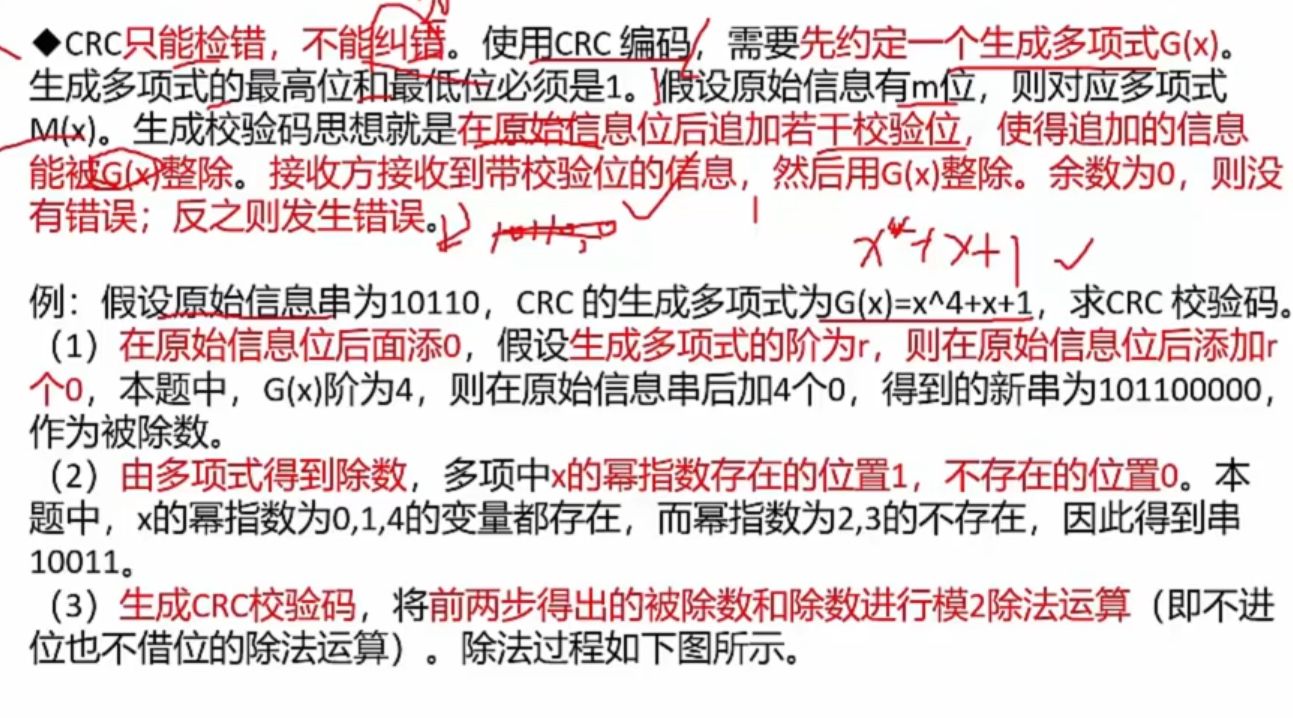 ◆CRC只能检错，不能纠错。使用CRC 编码，需要先约定一个生成多项式G(x)。
生成多项式的最高位和最低位必须是1。假设原始信息有m位，则对应多项式
M(x)。生成校验码思想就是在原始信息位后追加若干校验位，使得追加的信息
能被G(x)整除。接收方接收到带校验位的信息，然后用G(x)整除。余数为0，则没
有错误；反之则发生错误。
x⁴+x+1
例：假设原始信息串为10110，CRC 的生成多项式为G(x)=x^4+x+1，求CRC 校验码。
（1）在原始信息位后面添0，假设生成多项式的阶为r，则在原始信息位后添加r
个0，本题中，G(x)阶为4，则在原始信息串后加4个0，得到的新串为101100000，
作为被除数。
（2）由多项式得到除数，多项中x的幂指数存在的位置1，不存在的位置0。本
题中，x的幂指数为0,1,4的变量都存在，而幂指数为2,3的不存在，因此得到串
10011。
（3）生成CRC校验码，将前两步得出的被除数和除数进行模2除法运算（即不进
位也不借位的除法运算）。除法过程如下图所示。